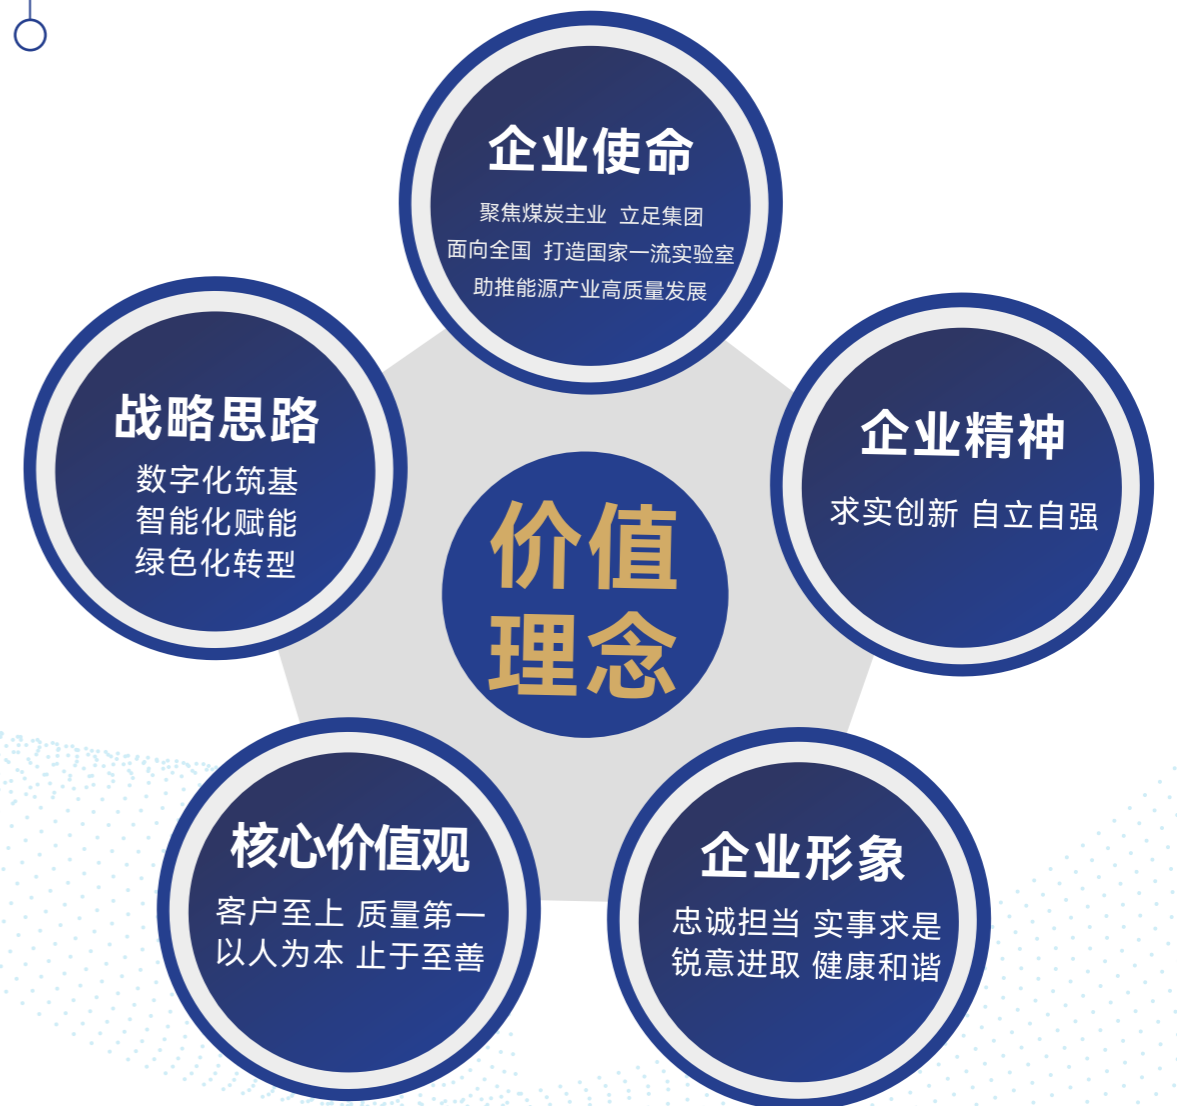 企业使命
聚焦煤炭主业 立足集团
面向全国 打造国家一流实验室
助推能源产业高质量发展
战略思路
数字化筑基
智能化赋能
绿色化转型
企业精神
求实创新 自立自强
价值
理念
核心价值观
客户至上 质量第一
以人为本 止于至善
企业形象
忠诚担当 实事求是
锐意进取 健康和谐